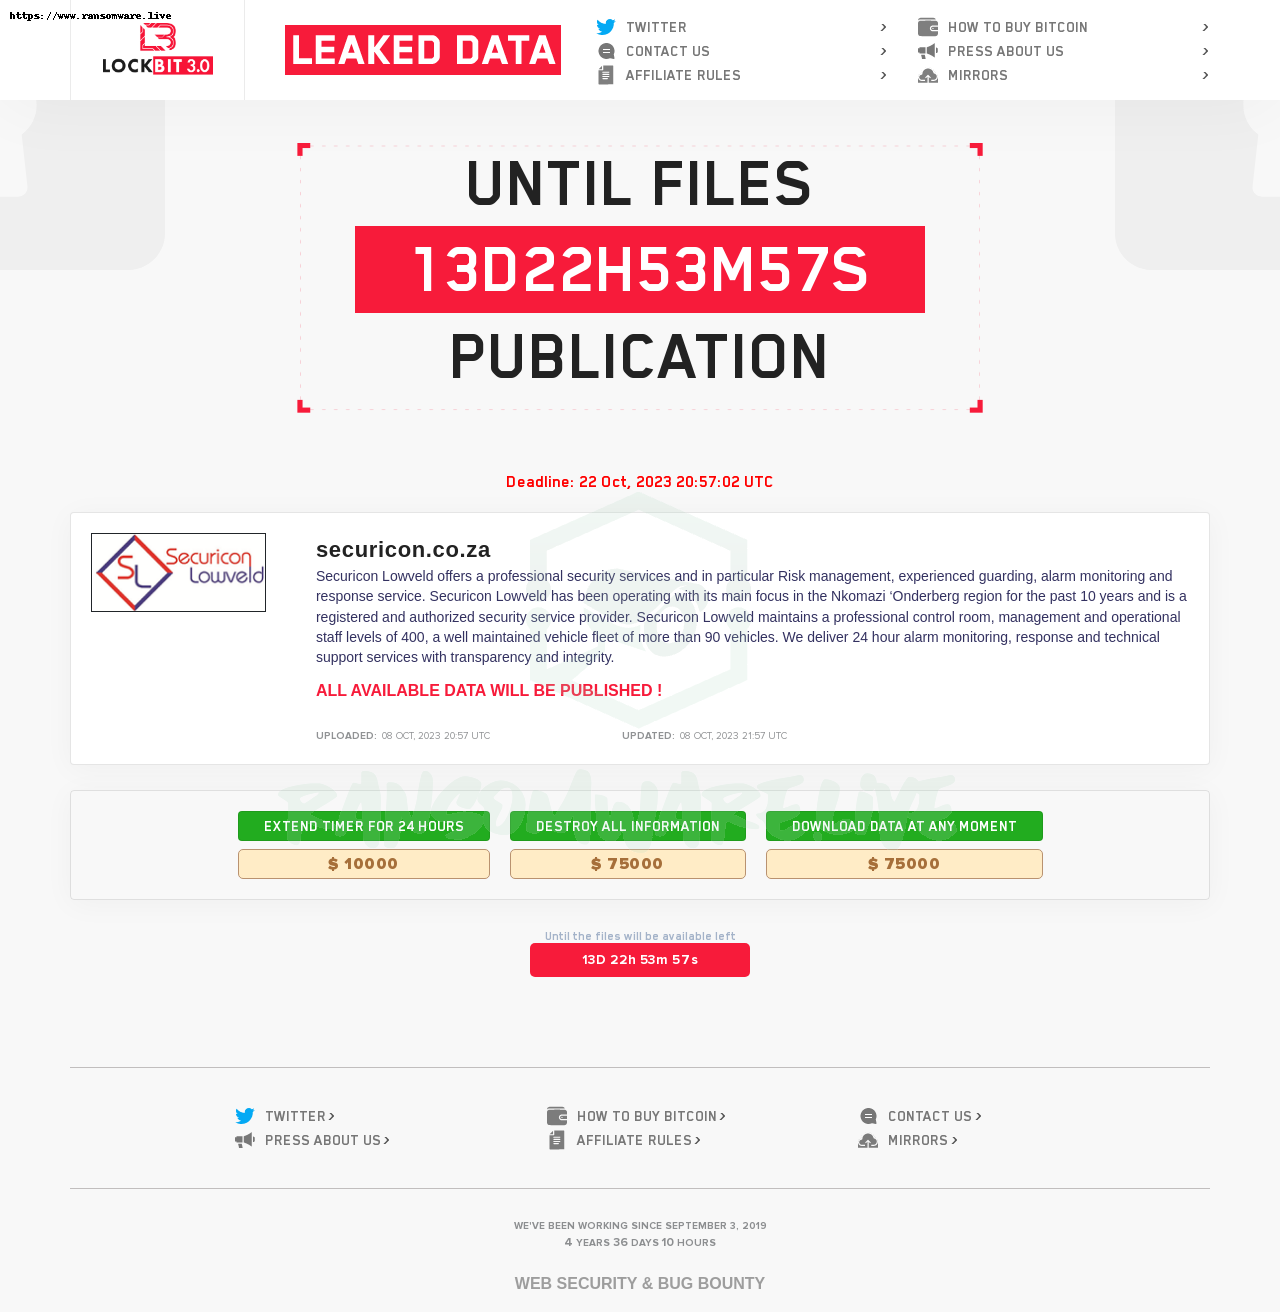 https://www.ransomware.live
LOCKBIT 3.0
LEAKED DATA
TWITTER
CONTACT US
AFFILIATE RULES
HOW TO BUY BITCOIN
PRESS ABOUT US
MIRRORS
UNTIL FILES
13D22H53M57S
PUBLICATION
Deadline: 22 Oct, 2023 20:57:02 UTC
SL Securicon
Lowveld
securicon.co.za
Securicon Lowveld offers a professional security services and in particular Risk management, experienced guarding, alarm monitoring and
response service. Securicon Lowveld has been operating with its main focus in the Nkomazi ‘Onderberg region for the past 10 years and is a
registered and authorized security service provider. Securicon Lowveld maintains a professional control room, management and operational
staff levels of 400, a well maintained vehicle fleet of more than 90 vehicles. We deliver 24 hour alarm monitoring, response and technical
support services with transparency and integrity.
ALL AVAILABLE DATA WILL BE PUBLISHED !
UPLOADED: 08 OCT, 2023 20:57 UTC
UPDATED: 08 OCT, 2023 21:57 UTC
RANSOMWARE.LIVE
EXTEND TIMER FOR 24 HOURS
$ 10000
DESTROY ALL INFORMATION
$ 75000
DOWNLOAD DATA AT ANY MOMENT
$ 75000
Until the files will be available left
13D 22h 53m 57s
TWITTER
PRESS ABOUT US
HOW TO BUY BITCOIN
AFFILIATE RULES
CONTACT US
MIRRORS
WE'VE BEEN WORKING SINCE SEPTEMBER 3, 2019
4 YEARS 36 DAYS 10 HOURS
WEB SECURITY & BUG BOUNTY